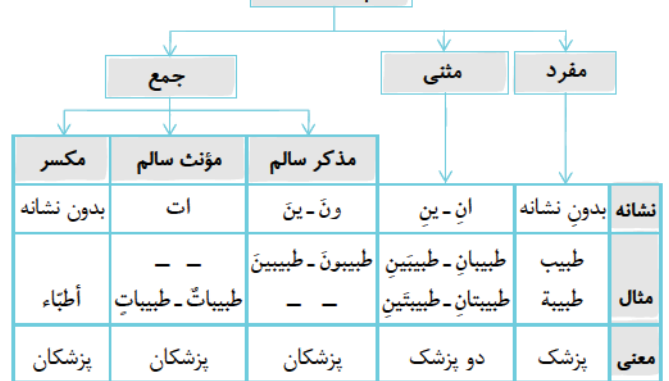 مفرد
مثنی
جمع
مذکر سالم
مؤنث سالم
مکسر
نشانه
بدونِ نشانه
انِ ـ ینِ
ونَ ـ ینَ
ات
بدون نشانه
مثال
طبیب
طبیبة
طبیبانِ ـ طبیبَینِ
طبیبتانِ ـ طبیبتَینِ
طبیبونَ ـ طبیبینَ
_ _
_ _
طبیباتٌ ـ طبیباتٍ
أطبّاء
معنی
پزشک
دو پزشک
پزشکان
پزشکان
پزشکان